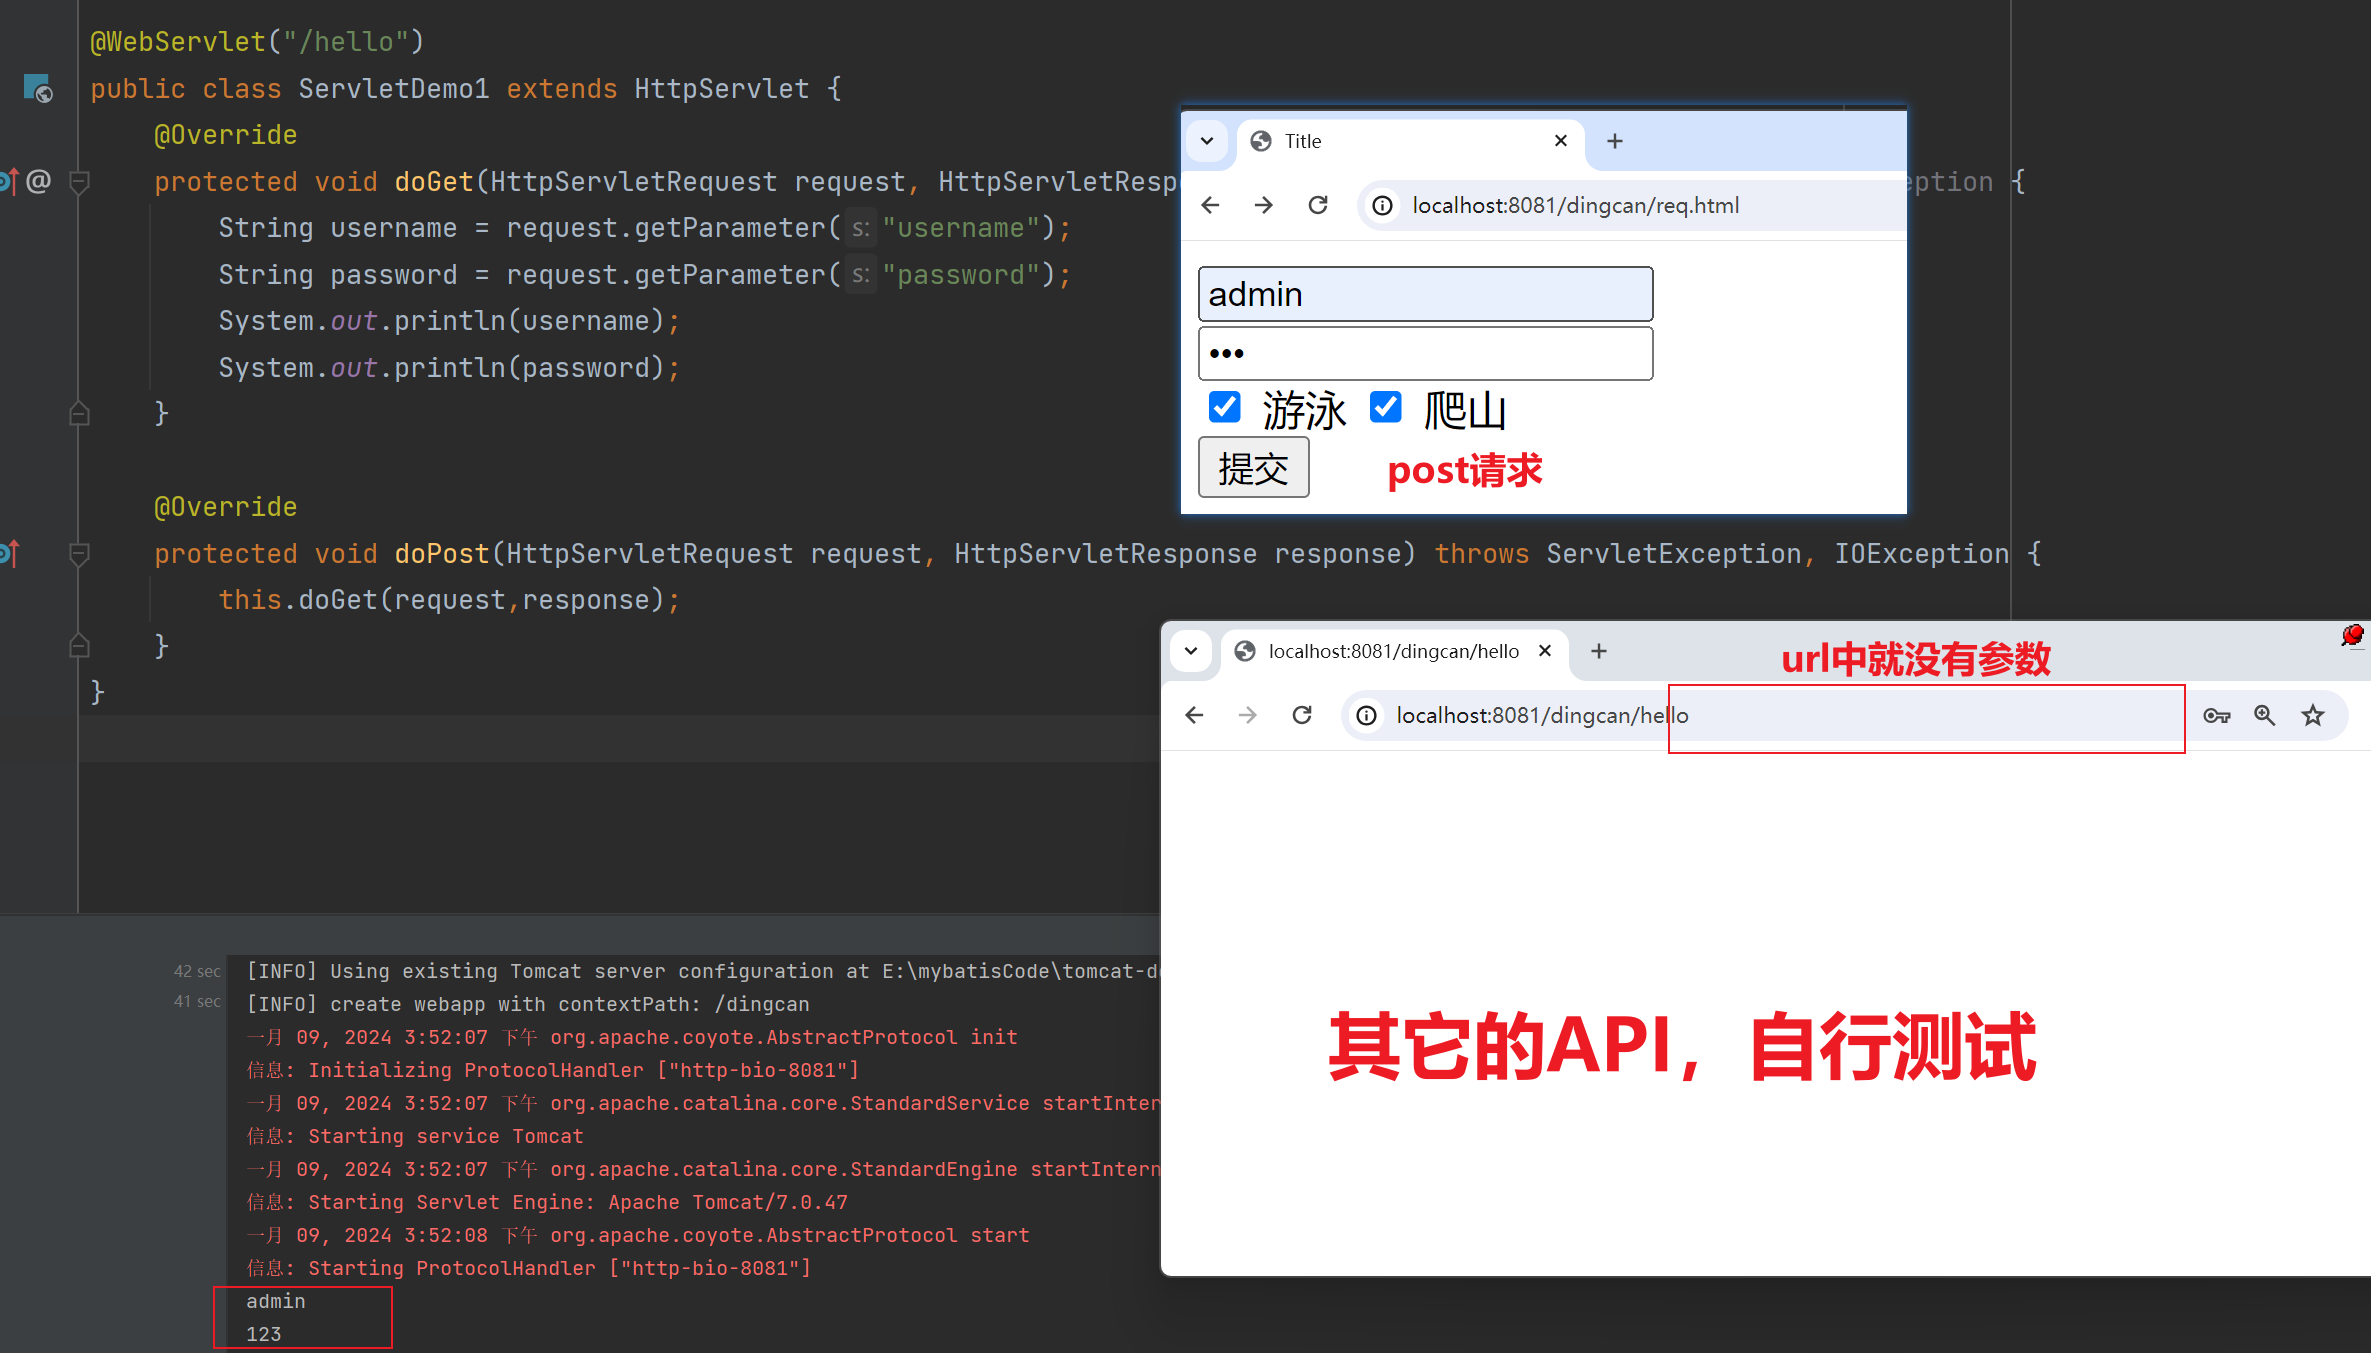 @WebServlet("/hello")
public class ServletDemo1 extends HttpServlet {
@Override
protected void doGet(HttpServletRequest request, HttpServletResp
eption {
String username = request.getParameter( s: "username");
String password = request.getParameter( s: "password");
System.out.println(username);
System.out.println(password);
}
@Override
protected void doPost(HttpServletRequest request, HttpServletResponse response) throws ServletException, IOException {
this.doGet(request,response);
}
}
Title
localhost:8081/dingcan/req.html
admin
•••
游泳 爬山
提交
post请求
localhost:8081/dingcan/hello
url中就没有参数
localhost:8081/dingcan/hello
其它的API，自行测试
42 sec
41 sec
[INFO] Using existing Tomcat server configuration at E:\mybatisCode\tomcat-d
[INFO] create webapp with contextPath: /dingcan
一月 09, 2024 3:52:07 下午 org.apache.coyote.AbstractProtocol init
信息: Initializing ProtocolHandler ["http-bio-8081"]
一月 09, 2024 3:52:07 下午 org.apache.catalina.core.StandardService startInter
信息: Starting service Tomcat
一月 09, 2024 3:52:07 下午 org.apache.catalina.core.StandardEngine startIntern
信息: Starting Servlet Engine: Apache Tomcat/7.0.47
一月 09, 2024 3:52:08 下午 org.apache.coyote.AbstractProtocol start
信息: Starting ProtocolHandler ["http-bio-8081"]
admin
123